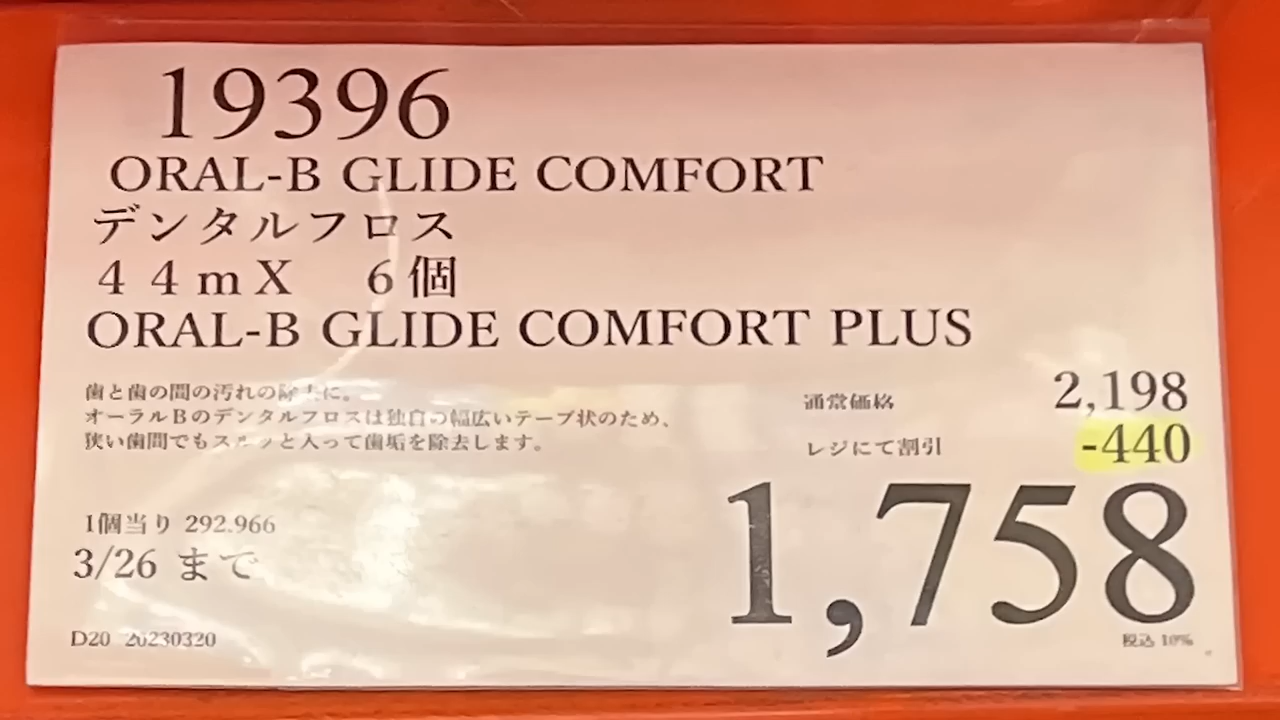 19396
ORAL-B GLIDE COMFORT
デンタルフロス
44mX 6個
ORAL-B GLIDE COMFORT PLUS
歯と歯の間の汚れの除去に。
オーラルBのデンタルフロスは独自の幅広いテープ状のため、
狭い歯間でもスルッと入って歯垢を除去します。
通常価格 2,198
レジにて割引 -440
1,758
1個当り 292.966
3/26 まで
D20 20230320
税込 10%